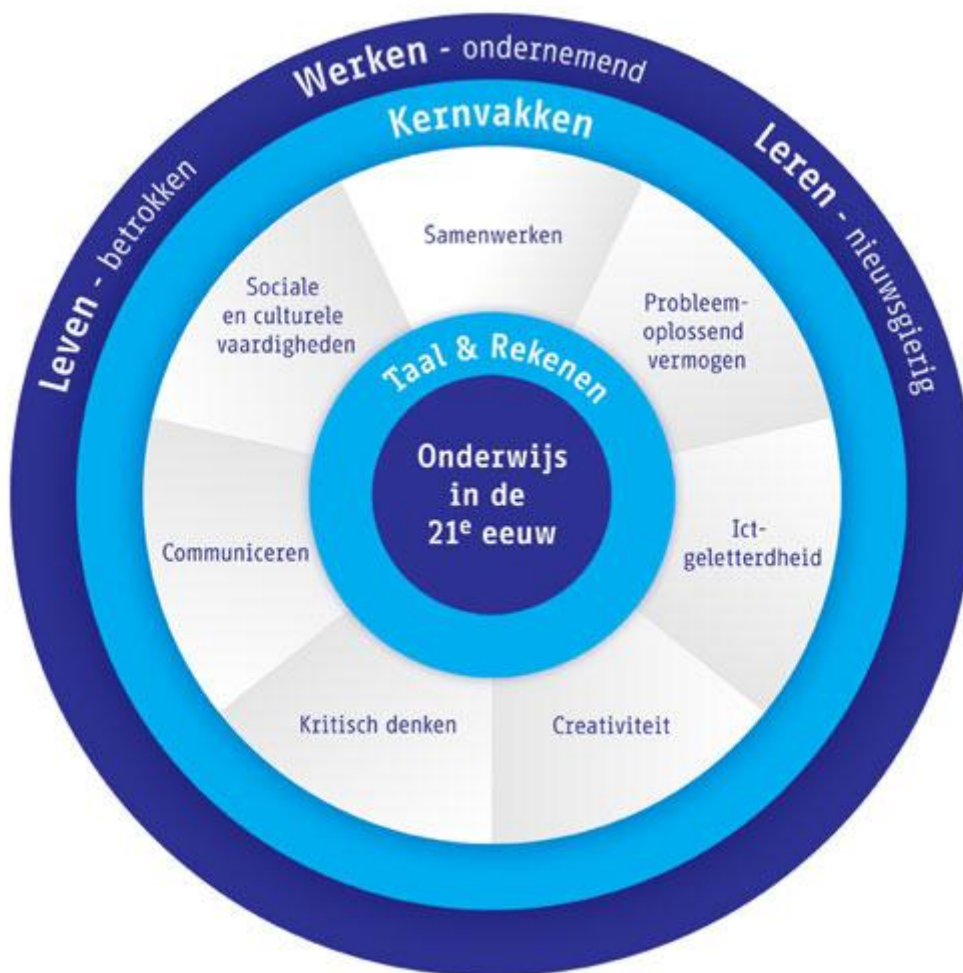 Werken - ondernemend
Leven - betrokken
Leren - nieuwsgierig
Kernvakken
Samenwerken
Probleem-
oplossend
vermogen
Ict-
geletterdheid
Creativiteit
Kritisch denken
Communiceren
Sociale
en culturele
vaardigheden
Taal & Rekenen
Onderwijs
in de
21e eeuw